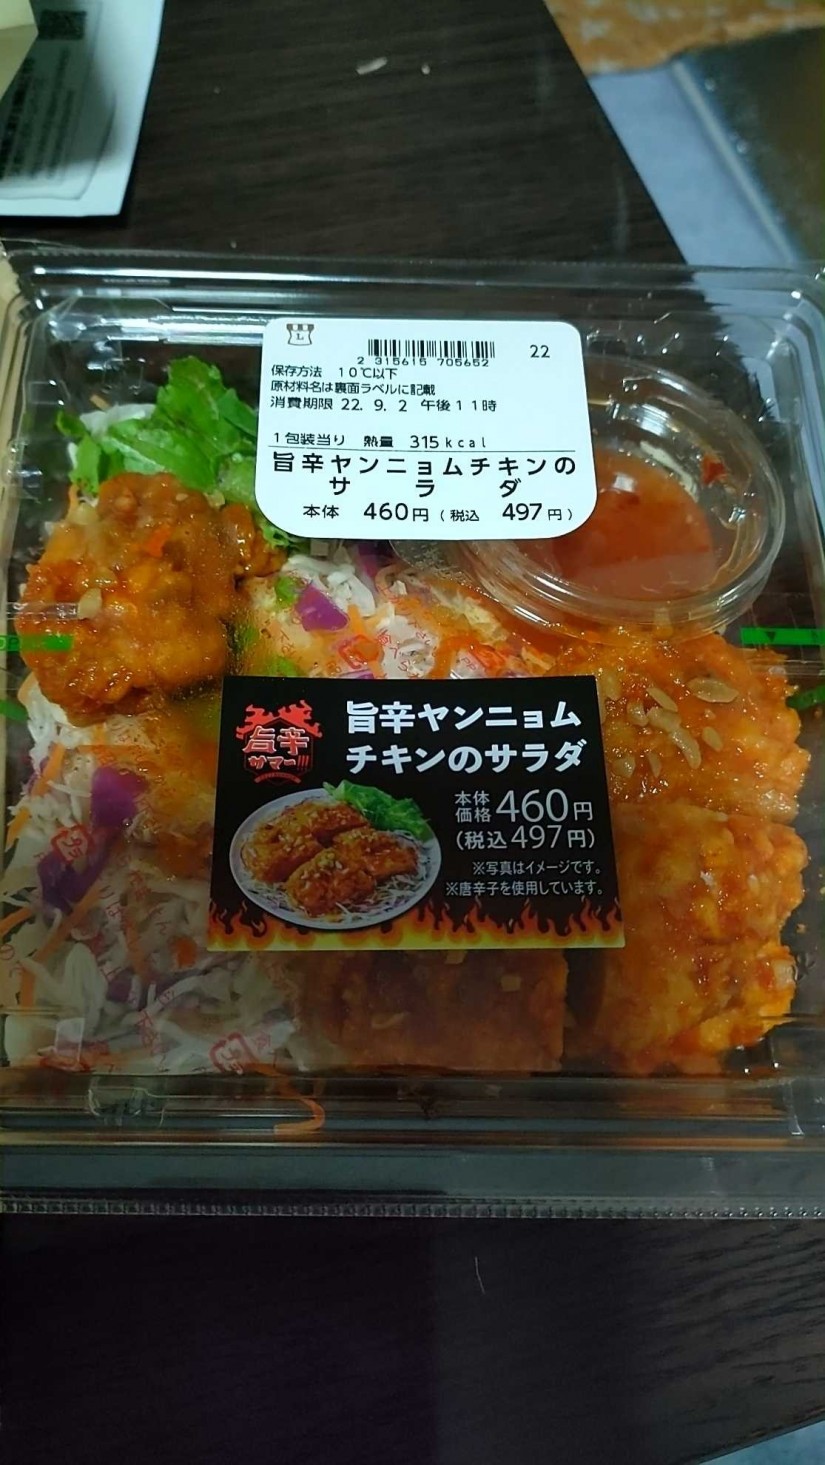 L
2 315615 705652
22
保存方法 10℃以下
原材料名は裏面ラベルに記載
消費期限 22. 9. 2 午後11時
1包装当り 熱量 315kcal
旨辛ヤンニョムチキンの
サラダ
本体 460円(税込 497円)
旨辛
サマー!!!
旨辛ヤンニョム
チキンのサラダ
本体
価格 460円
(税込497円)
※写真はイメージです。
※唐辛子を使用しています。